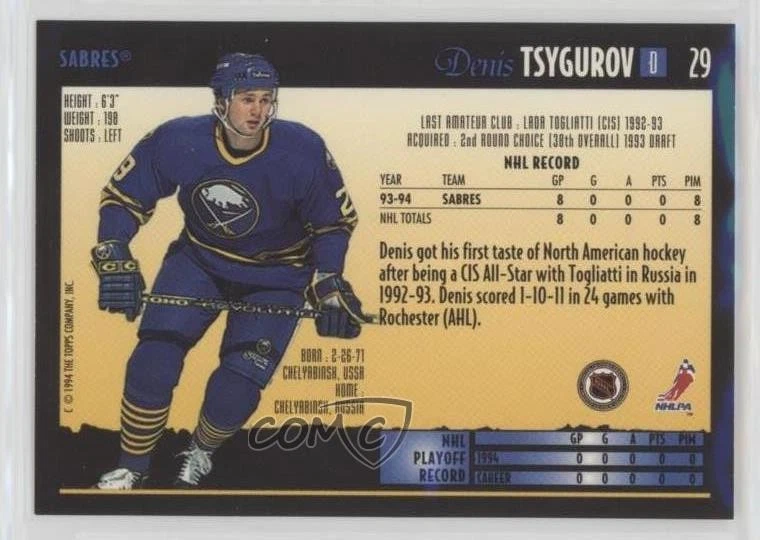 SABRES®
Denis TSYGUROV D 29
HEIGHT : 6'3"
WEIGHT : 198
SHOOTS : LEFT
LAST AMATEUR CLUB : LADA TOGLIATTI (CIS) 1992-93
ACQUIRED : 2nd ROUND CHOICE (38th OVERALL) 1993 DRAFT
NHL RECORD
YEAR TEAM GP G A PTS PIM
93-94 SABRES 8 0 0 0 8
NHL TOTALS 8 0 0 0 8
Denis got his first taste of North American hockey
after being a CIS All-Star with Togliatti in Russia in
1992-93. Denis scored 1-10-11 in 24 games with
Rochester (AHL).
BORN : 2-26-71
CHELYABINSK, USSR
HOME :
CHELYABINSK, RUSSIA
NHLPA
™
© 1994 THE TOPPS COMPANY, INC.
COMC
NHL PLAYOFF RECORD
GP G A PTS PIM
1994 0 0 0 0 0
CAREER 0 0 0 0 0